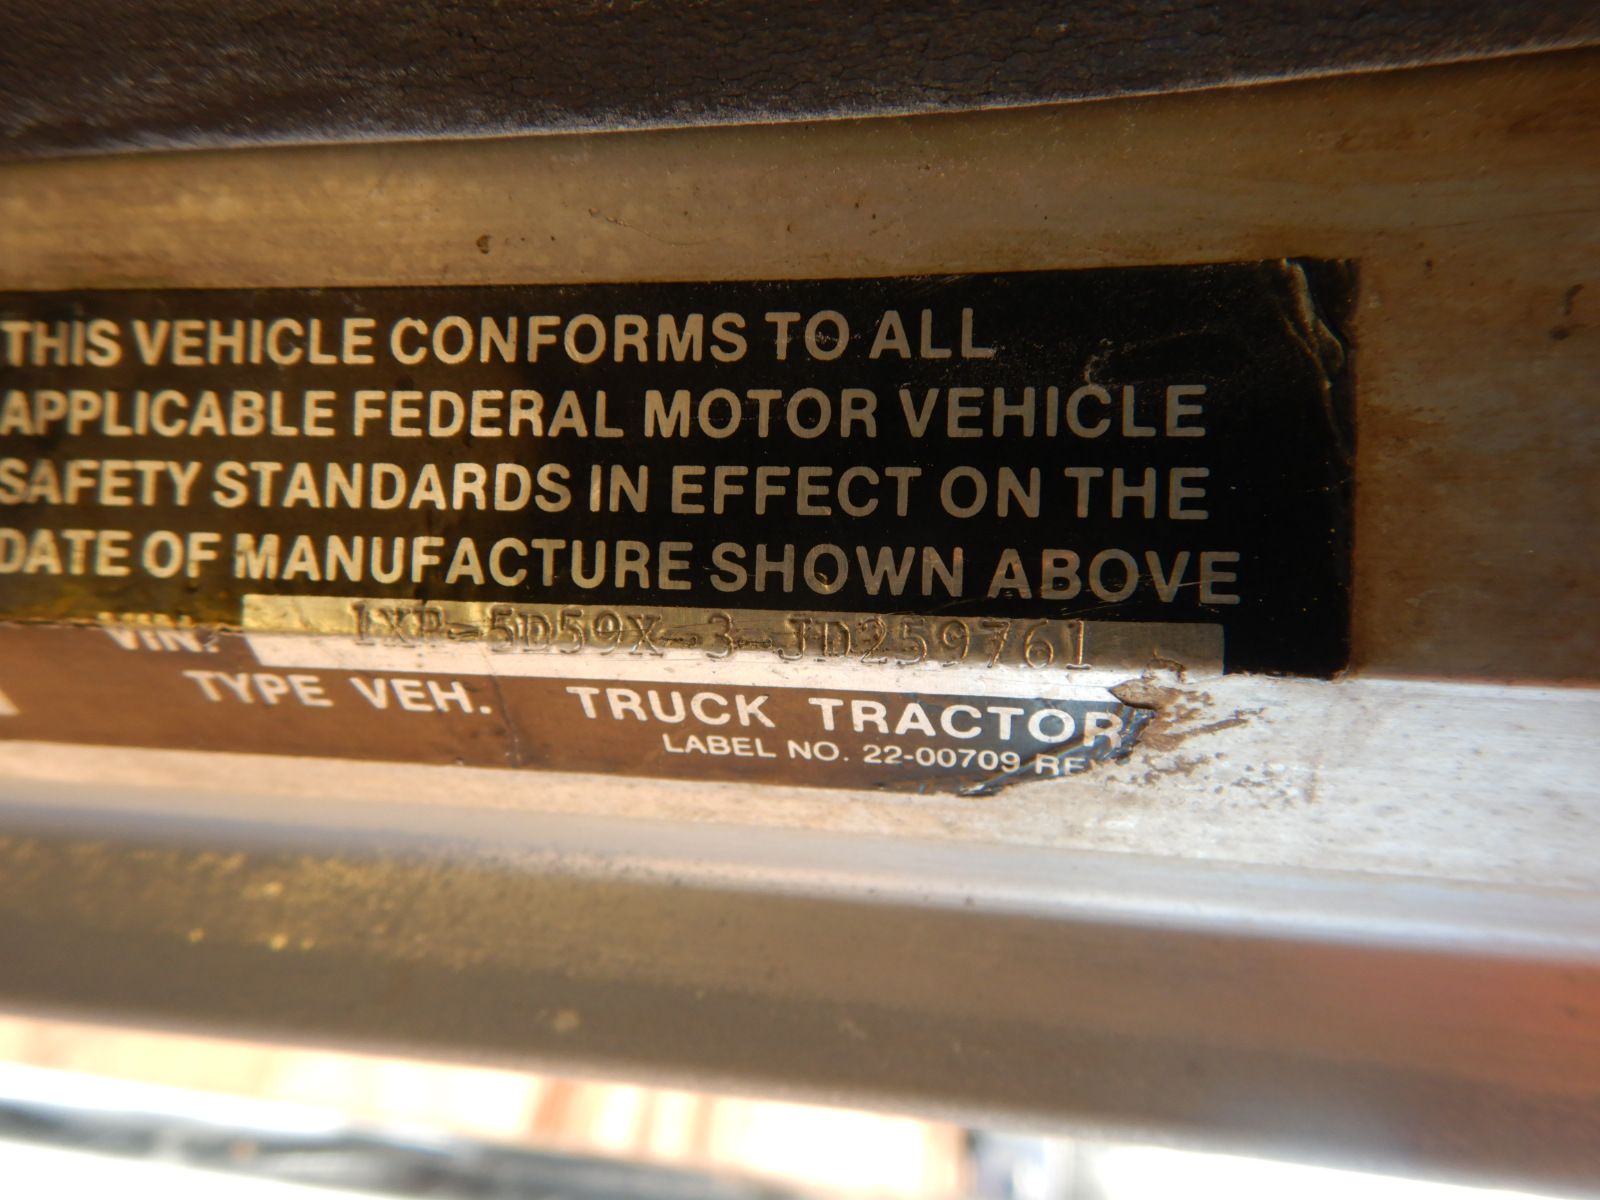 THIS VEHICLE CONFORMS TO ALL
APPLICABLE FEDERAL MOTOR VEHICLE
SAFETY STANDARDS IN EFFECT ON THE
DATE OF MANUFACTURE SHOWN ABOVE
VIN: 1XP-5D59X-3-JD259761
TYPE VEH. TRUCK TRACTOR
LABEL NO. 22-00709 RE